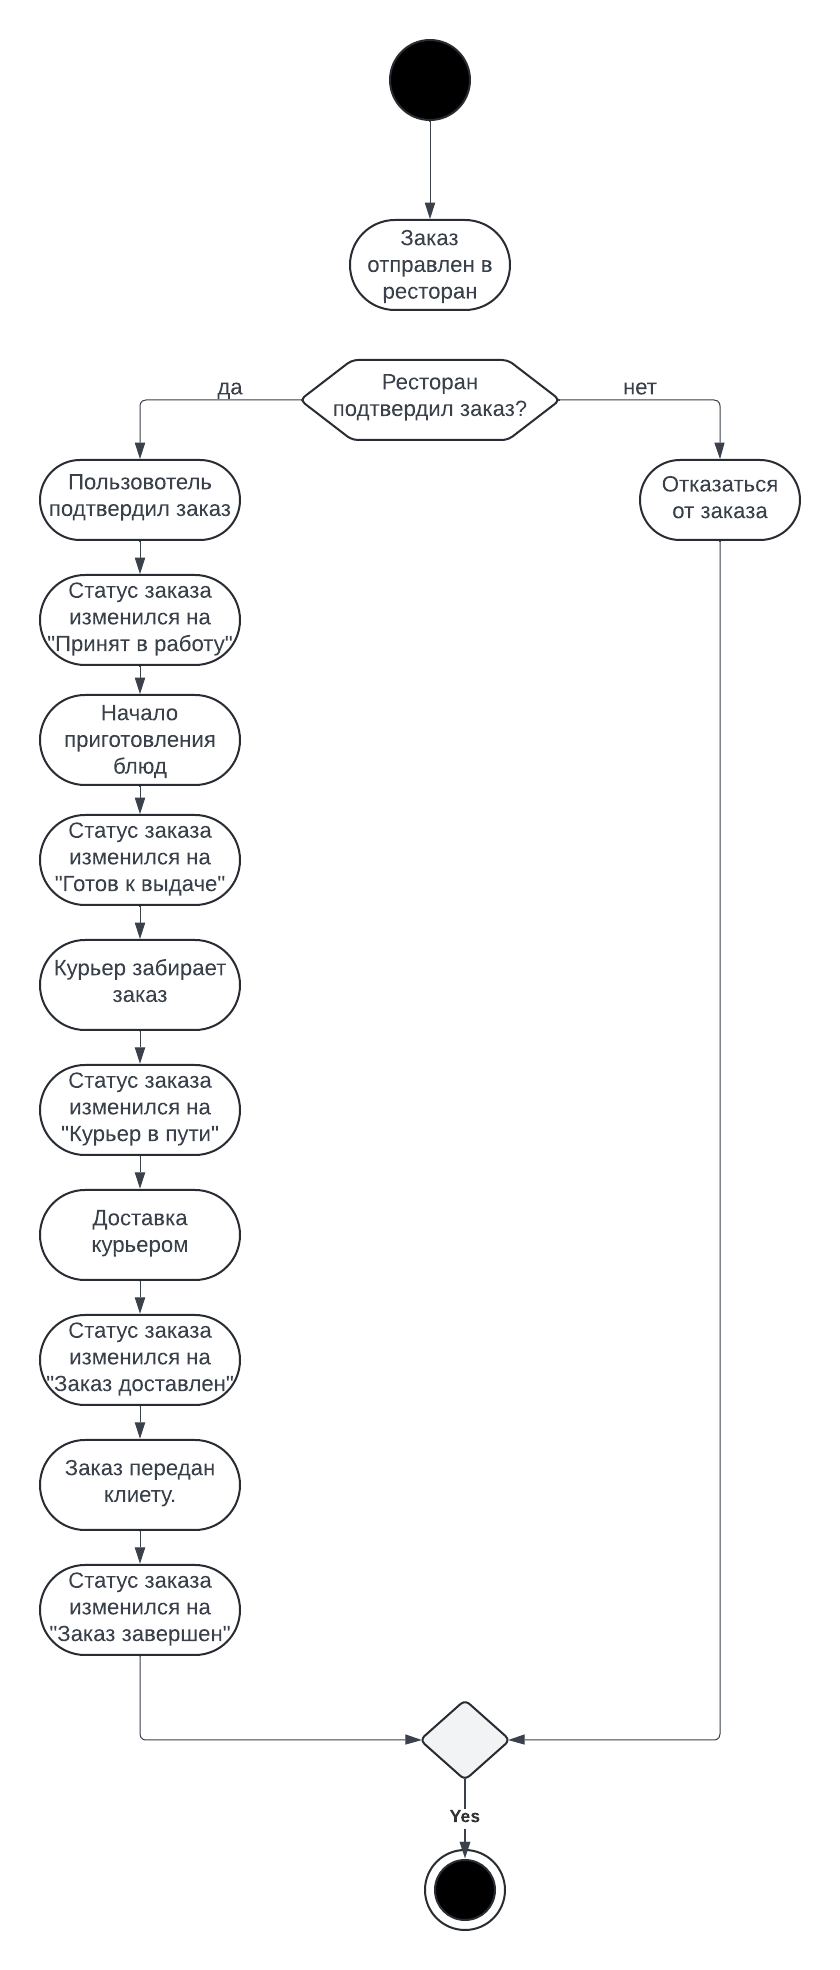 Заказ
отправлен в
ресторан
Ресторан
подтвердил заказ?
да
нет
Пользовотель
подтвердил заказ
Отказаться
от заказа
Статус заказа
изменился на
"Принят в работу"
Начало
приготовления
блюд
Статус заказа
изменился на
"Готов к выдаче"
Курьер забирает
заказ
Статус заказа
изменился на
"Курьер в пути"
Доставка
курьером
Статус заказа
изменился на
"Заказ доставлен"
Заказ передан
клиету.
Статус заказа
изменился на
"Заказ завершен"
Yes